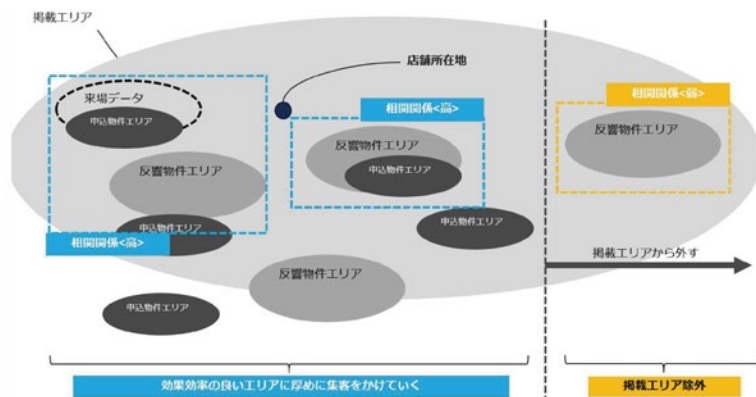 掲載エリア
店舗所在地
来場データ
申込物件エリア
相関関係<高>
相関関係<弱>
反響物件エリア
反響物件エリア
申込物件エリア
反響物件エリア
申込物件エリア
相関関係<高>
申込物件エリア
掲載エリアから外す
反響物件エリア
申込物件エリア
効果効率の良いエリアに厚めに集客をかけていく
掲載エリア除外